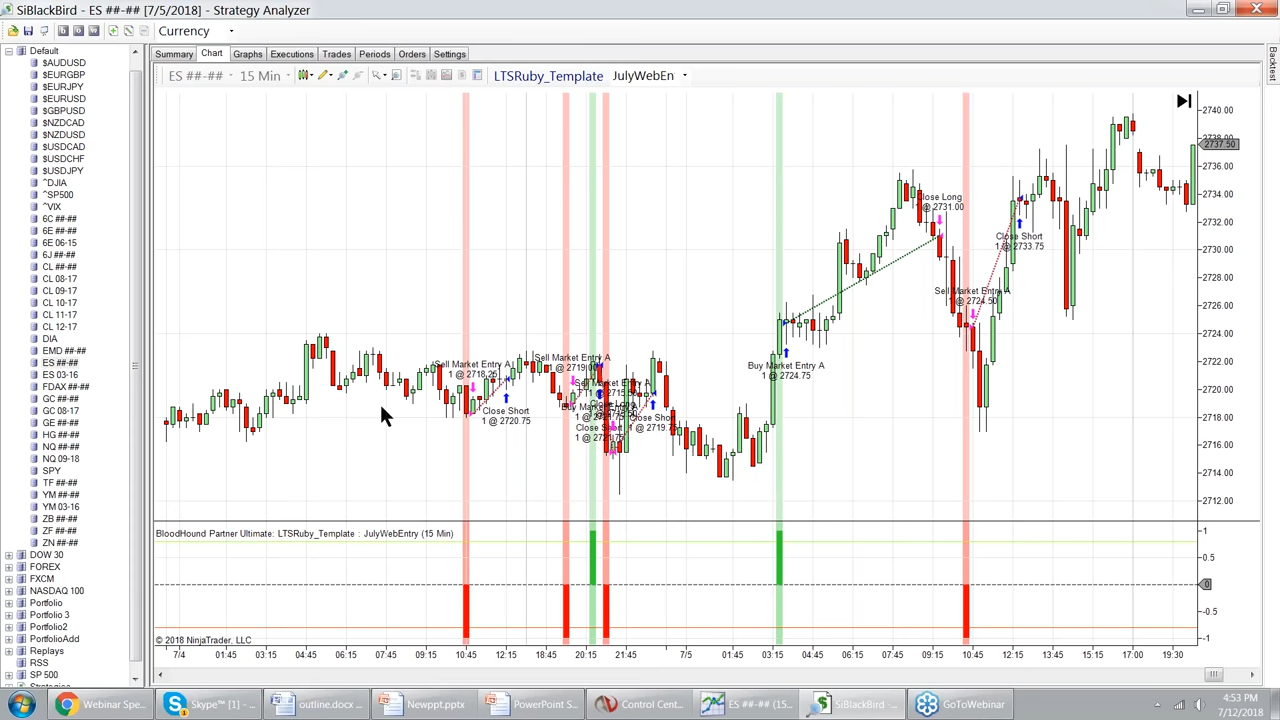 SiBlackBird - ES ##-## [7/5/2018] - Strategy Analyzer
Currency
Default
$AUDUSD
$EURGBP
$EURJPY
$EURUSD
$GBPUSD
$NZDCAD
$NZDUSD
$USDCAD
$USDCHF
$USDJPY
^DJIA
^SP500
^VIX
6C ##-##
6E ##-##
6E 06-15
6J ##-##
CL ##-##
CL 08-17
CL 09-17
CL 10-17
CL 11-17
CL 12-17
DIA
EMD ##-##
ES ##-##
ES 03-16
FDAX ##-##
GC ##-##
GC 08-17
GE ##-##
HG ##-##
NQ ##-##
NQ 09-18
SPY
TF ##-##
YM ##-##
YM 03-16
ZB ##-##
ZF ##-##
ZN ##-##
DOW 30
FOREX
FXCM
NASDAQ 100
Portfolio
Portfolio 3
Portfolio2
PortfolioAdd
Replays
RSS
SP 500
Summary Chart Graphs Executions Trades Periods Orders Settings
ES ##-## 15 Min LTSRuby_Template JulyWebEn
Backtest
2740.00
2737.50
2736.00
2734.00
2732.00
2730.00
2728.00
2726.00
2724.00
2722.00
2720.00
2718.00
2716.00
2714.00
2712.00
Close Long
1 @ 2731.00
Close Short
1 @ 2733.75
Sell Market Entry A
1 @ 2724.50
Buy Market Entry A
1 @ 2724.75
Sell Market Entry A
1 @ 2718.25
Close Short
1 @ 2720.75
Sell Market Entry A
Sell Market Entry A
Close Short
BloodHound Partner Ultimate: LTSRuby_Template : JulyWebEntry (15 Min)
1
0.5
0
-0.5
-1
© 2018 NinjaTrader, LLC
7/4 01:45 03:15 04:45 06:15 07:45 09:15 10:45 12:15 17:00 18:45 20:15 21:45 7/5 01:45 03:15 04:45 06:15 07:45 09:15 10:45 12:15 13:45 15:15 17:00 19:30
Webinar Spe...
Skype™ [1] - ...
outline.docx ...
Newppt.pptx
PowerPoint S...
Control Cent...
ES ##-## (15...
SiBlackBird -...
GoToWebinar
4:53 PM
7/12/2018